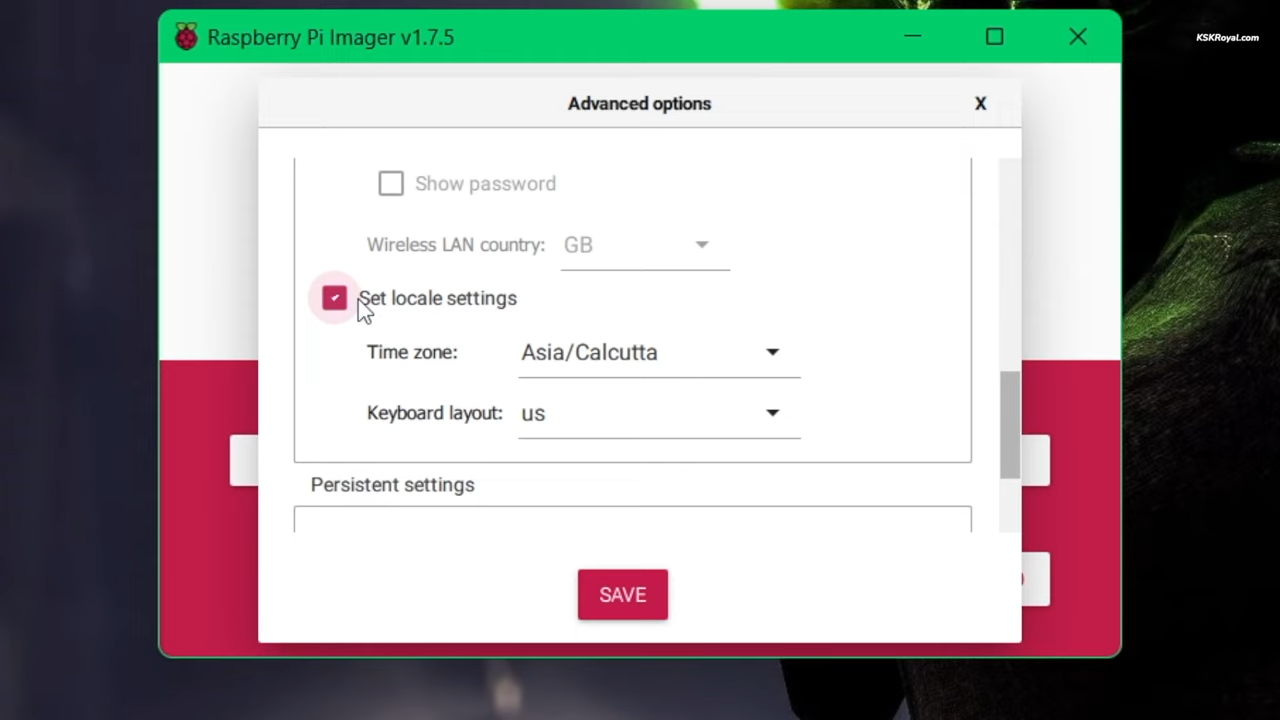 Raspberry Pi Imager v1.7.5
KSKRoyal.com
Advanced options
X
Show password
Wireless LAN country: GB
Set locale settings
Time zone: Asia/Calcutta
Keyboard layout: us
Persistent settings
SAVE